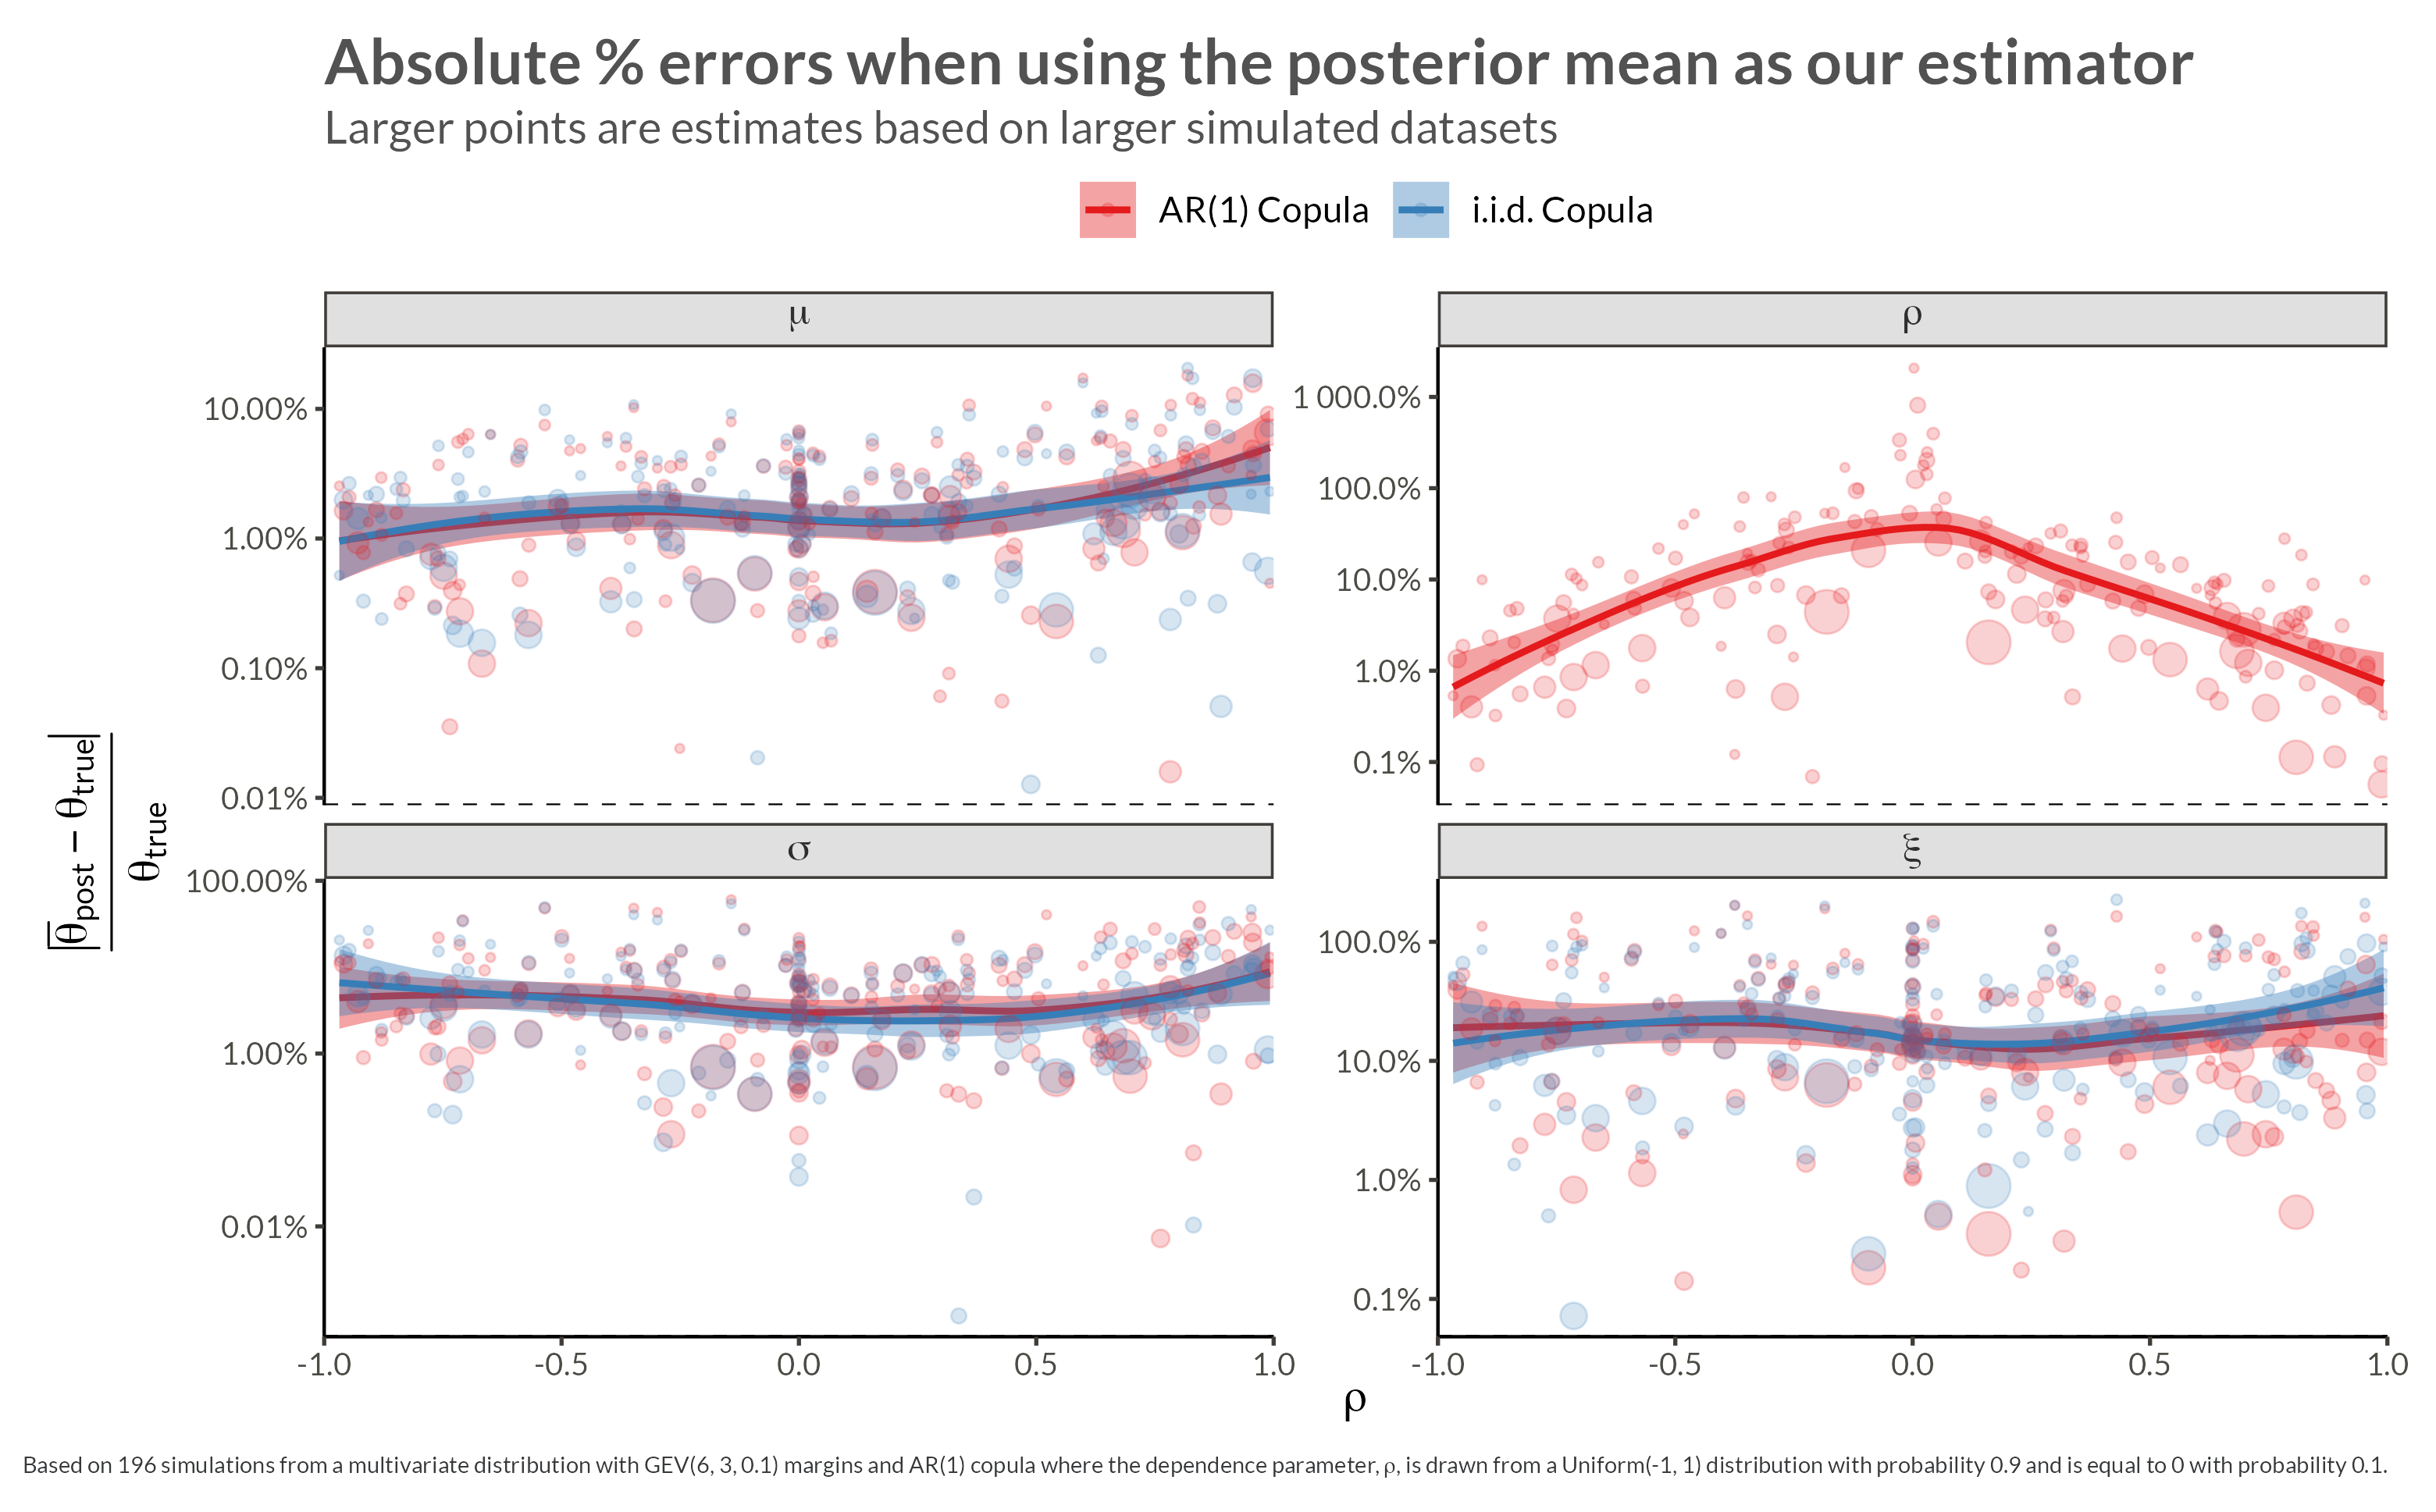 Absolute % errors when using the posterior mean as our estimator
Larger points are estimates based on larger simulated datasets
AR(1) Copula
i.i.d. Copula
μ
ρ
10.00%
1.00%
0.10%
0.01%
1 000.0%
100.0%
10.0%
1.0%
0.1%
σ
ξ
100.00%
1.00%
0.01%
100.0%
10.0%
1.0%
0.1%
|θ̅post − θtrue|
θtrue
-1.0 -0.5 0.0 0.5 1.0
-1.0 -0.5 0.0 0.5 1.0
ρ
Based on 196 simulations from a multivariate distribution with GEV(6, 3, 0.1) margins and AR(1) copula where the dependence parameter, ρ, is drawn from a Uniform(-1, 1) distribution with probability 0.9 and is equal to 0 with probability 0.1.